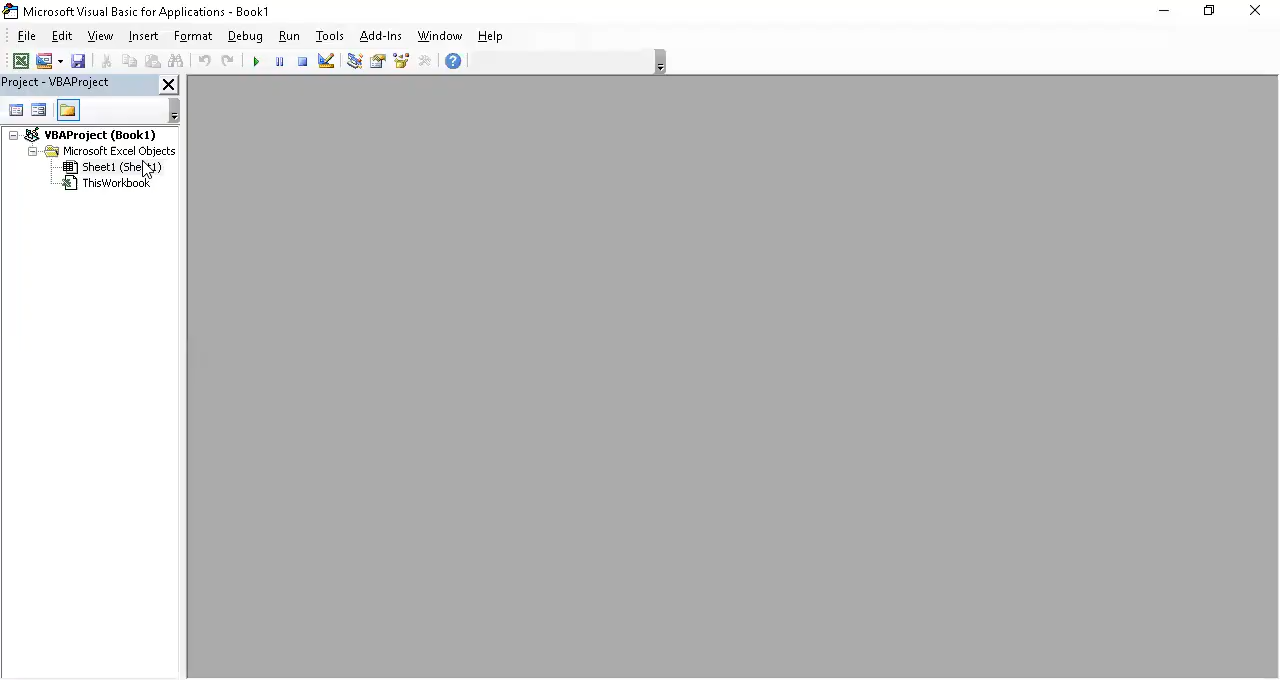 Microsoft Visual Basic for Applications - Book1
File Edit View Insert Format Debug Run Tools Add-Ins Window Help
Project - VBAProject
VBAProject (Book1)
Microsoft Excel Objects
Sheet1 (Sheet1)
ThisWorkbook